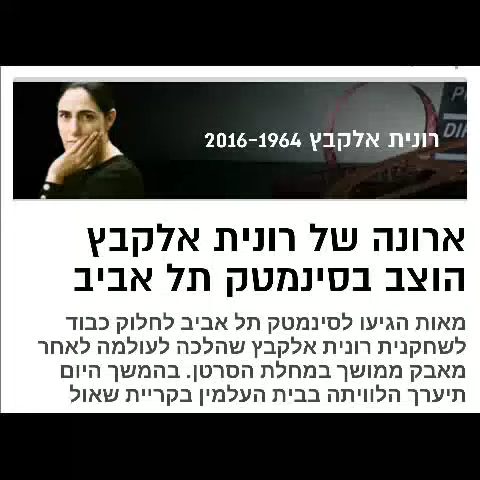 רונית אלקבץ 2016-1964
ארונה של רונית אלקבץ
הוצב בסינמטק תל אביב
מאות הגיעו לסינמטק תל אביב לחלוק כבוד
לשחקנית רונית אלקבץ שהלכה לעולמה לאחר
מאבק ממושך במחלת הסרטן. בהמשך היום
תיערך הלוויתה בבית העלמין בקריית שאול